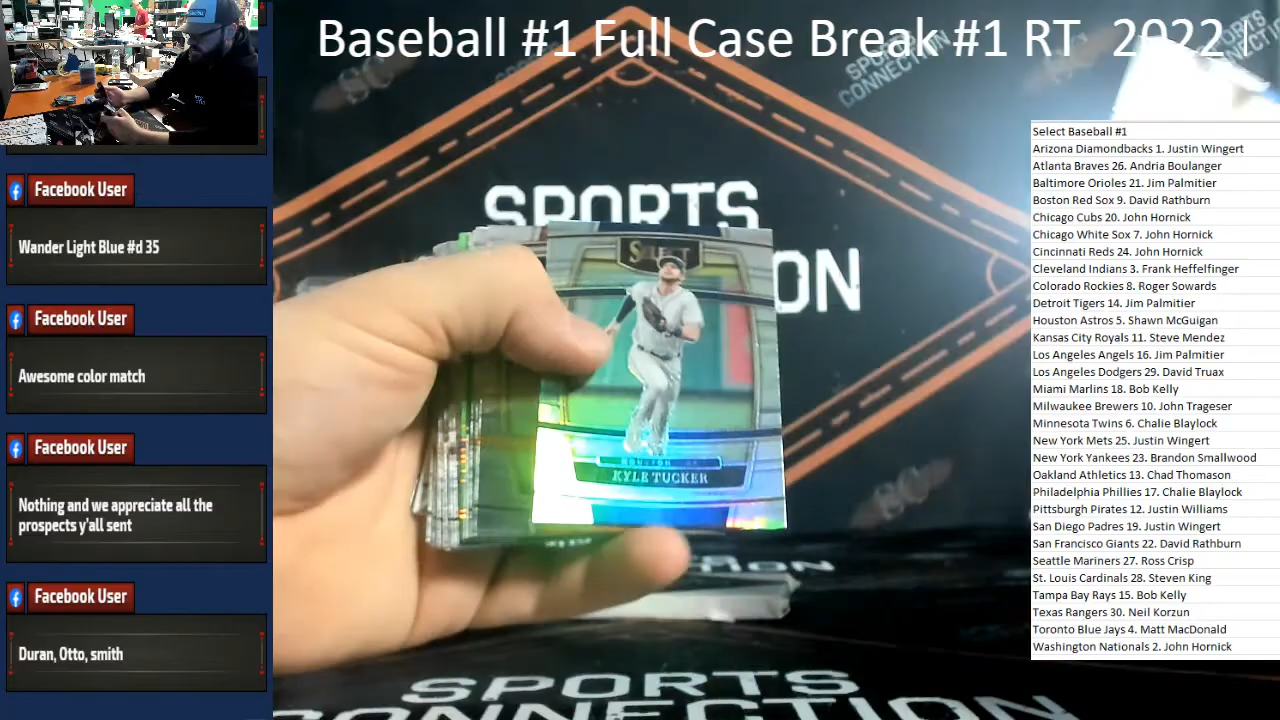 Baseball #1 Full Case Break #1 RT 2022 /
Facebook User
Wander Light Blue #d 35
Facebook User
Awesome color match
Facebook User
Nothing and we appreciate all the
prospects y'all sent
Facebook User
Duran, Otto, smith
SPORTS
CONNECTION
SPORTS
CONNECTION
SELECT
HOUSTON
KYLE TUCKER
SPORTS
CONNECTION
Select Baseball #1
Arizona Diamondbacks 1. Justin Wingert
Atlanta Braves 26. Andria Boulanger
Baltimore Orioles 21. Jim Palmitier
Boston Red Sox 9. David Rathburn
Chicago Cubs 20. John Hornick
Chicago White Sox 7. John Hornick
Cincinnati Reds 24. John Hornick
Cleveland Indians 3. Frank Heffelfinger
Colorado Rockies 8. Roger Sowards
Detroit Tigers 14. Jim Palmitier
Houston Astros 5. Shawn McGuigan
Kansas City Royals 11. Steve Mendez
Los Angeles Angels 16. Jim Palmitier
Los Angeles Dodgers 29. David Truax
Miami Marlins 18. Bob Kelly
Milwaukee Brewers 10. John Trageser
Minnesota Twins 6. Chalie Blaylock
New York Mets 25. Justin Wingert
New York Yankees 23. Brandon Smallwood
Oakland Athletics 13. Chad Thomason
Philadelphia Phillies 17. Chalie Blaylock
Pittsburgh Pirates 12. Justin Williams
San Diego Padres 19. Justin Wingert
San Francisco Giants 22. David Rathburn
Seattle Mariners 27. Ross Crisp
St. Louis Cardinals 28. Steven King
Tampa Bay Rays 15. Bob Kelly
Texas Rangers 30. Neil Korzun
Toronto Blue Jays 4. Matt MacDonald
Washington Nationals 2. John Hornick